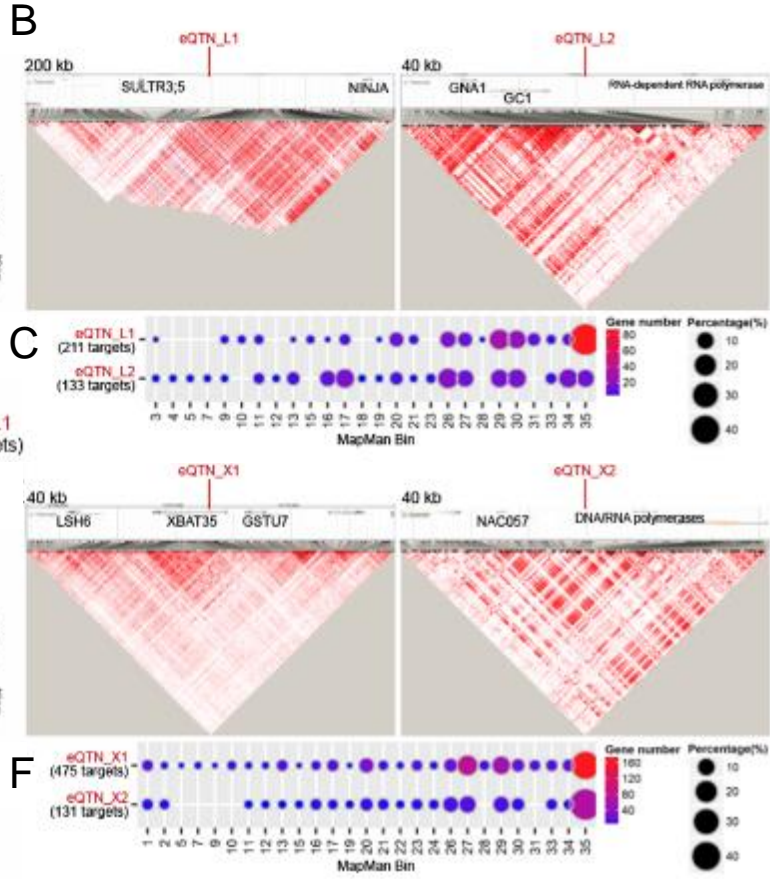 B
eQTN_L1
eQTN_L2
200 kb
40 kb
SULTR3;5
NINJA
GNA1
GC1
RNA-dependent RNA polymerase
C
eQTN_L1
(211 targets)
eQTN_L2
(133 targets)
Gene number
80
60
40
20
Percentage(%)
10
20
30
40
3 4 5 7 9 10 11 12 13 15 16 17 18 19 20 21 23 26 27 28 29 30 31 33 34 35
MapMan Bin
eQTN_X1
eQTN_X2
40 kb
40 kb
LSH6
XBAT35
GSTU7
NAC057
DNA/RNA polymerases
F
eQTN_X1
(475 targets)
eQTN_X2
(131 targets)
Gene number
160
120
80
40
Percentage(%)
10
20
30
40
1 2 5 7 9 10 11 12 13 15 16 17 19 20 21 22 23 24 26 27 28 29 30 31 33 34 35
MapMan Bin